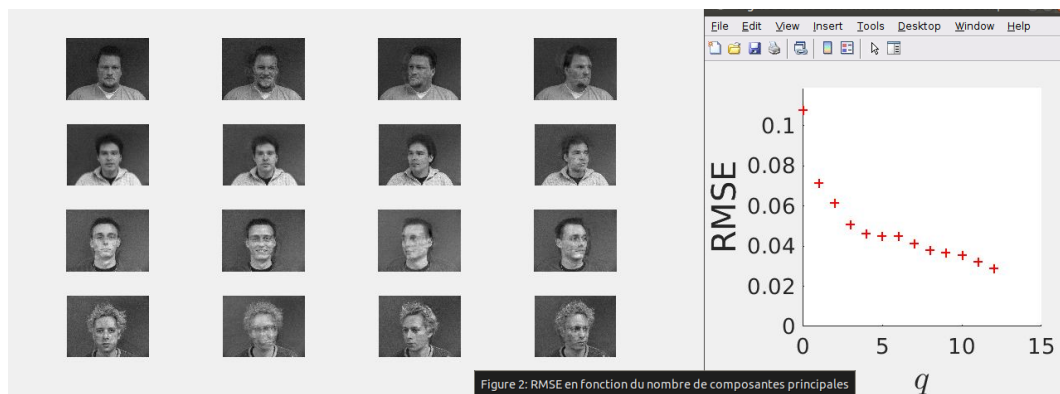 File Edit View Insert Tools Desktop Window Help
0.1
0.08
0.06
0.04
0.02
0
RMSE
0 5 10 15
q
Figure 2: RMSE en fonction du nombre de composantes principales